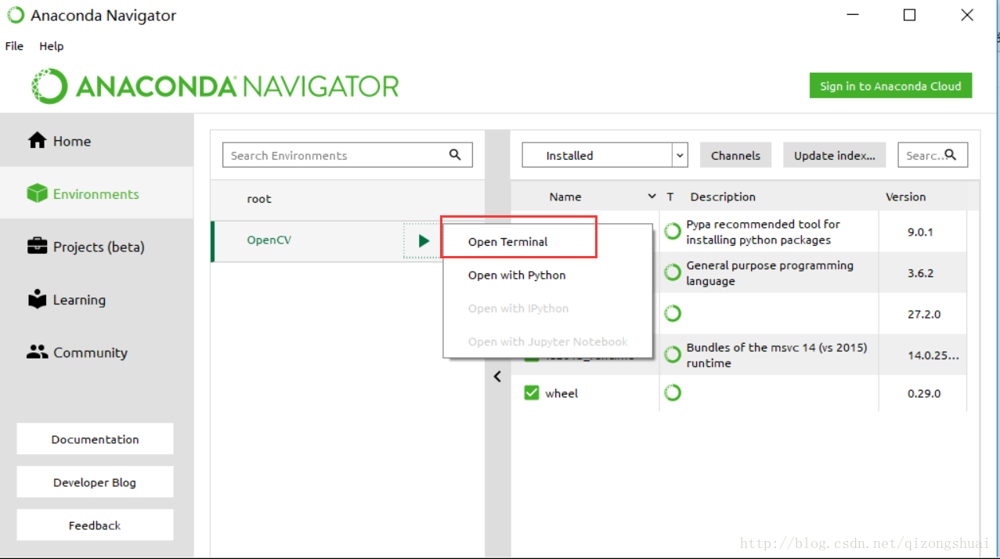 Anaconda Navigator
File Help
ANACONDA NAVIGATOR
Sign in to Anaconda Cloud
Home
Environments
Projects (beta)
Learning
Community
Documentation
Developer Blog
Feedback
Search Environments
root
OpenCV
Open Terminal
Open with Python
Open with IPython
Open with Jupyter Notebook
Installed
Channels
Update index...
Searc...
Name T Description Version
Pypa recommended tool for
installing python packages
9.0.1
General purpose programming
language
3.6.2
27.2.0
Bundles of the msvc 14 (vs 2015)
runtime
14.0.25...
wheel 0.29.0
http://blog.csdn.net/qizongshuai